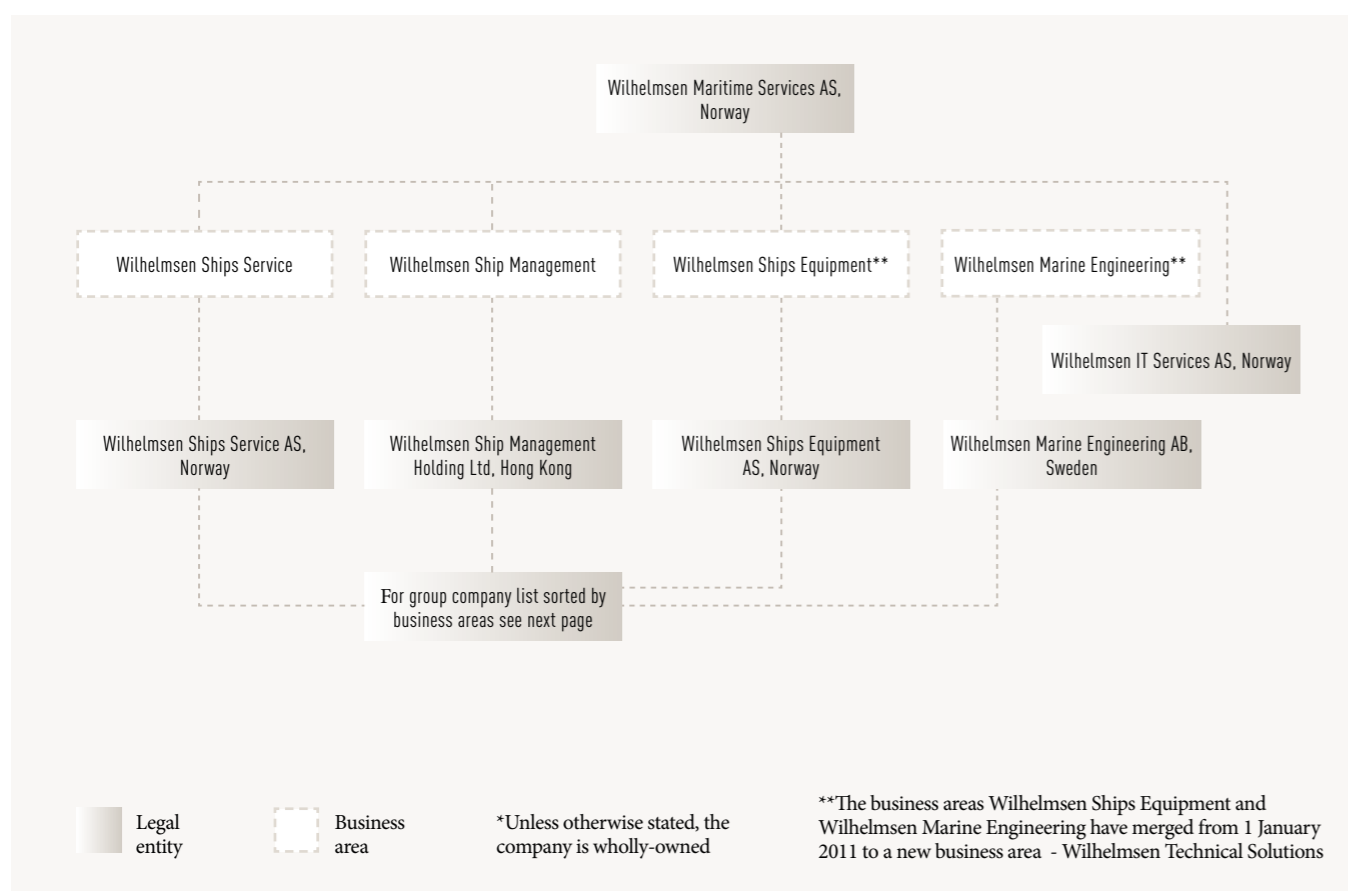 Wilhelmsen Maritime Services AS,
Norway
Wilhelmsen Ships Service
Wilhelmsen Ship Management
Wilhelmsen Ships Equipment**
Wilhelmsen Marine Engineering**
Wilhelmsen IT Services AS, Norway
Wilhelmsen Ships Service AS,
Norway
Wilhelmsen Ship Management
Holding Ltd, Hong Kong
Wilhelmsen Ships Equipment
AS, Norway
Wilhelmsen Marine Engineering AB,
Sweden
For group company list sorted by
business areas see next page
Legal
entity
Business
area
*Unless otherwise stated, the
company is wholly-owned
**The business areas Wilhelmsen Ships Equipment and
Wilhelmsen Marine Engineering have merged from 1 January
2011 to a new business area - Wilhelmsen Technical Solutions